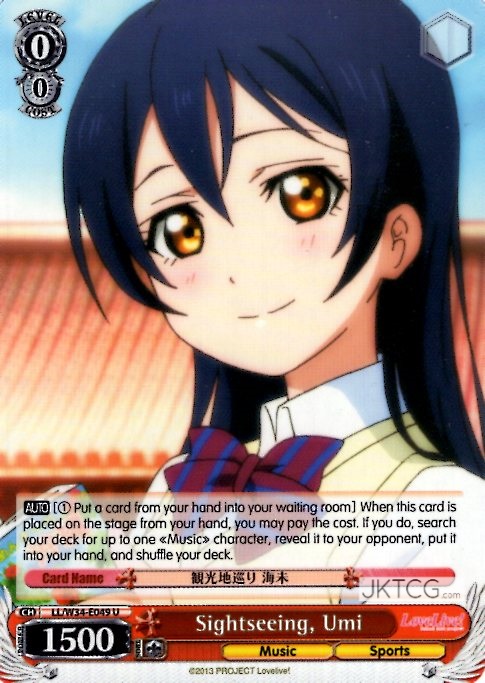 LEVEL
0
0
COST
AUTO [① Put a card from your hand into your waiting room] When this card is
placed on the stage from your hand, you may pay the cost. If you do, search
your deck for up to one «Music» character, reveal it to your opponent, put it
into your hand, and shuffle your deck.
Card Name 観光地巡り 海未
JKTCG.com
CH LL/W34-E049 U
POWER 1500 SOUL
Sightseeing, Umi
LoveLive!
Music Sports
©2013 PROJECT Lovelive!